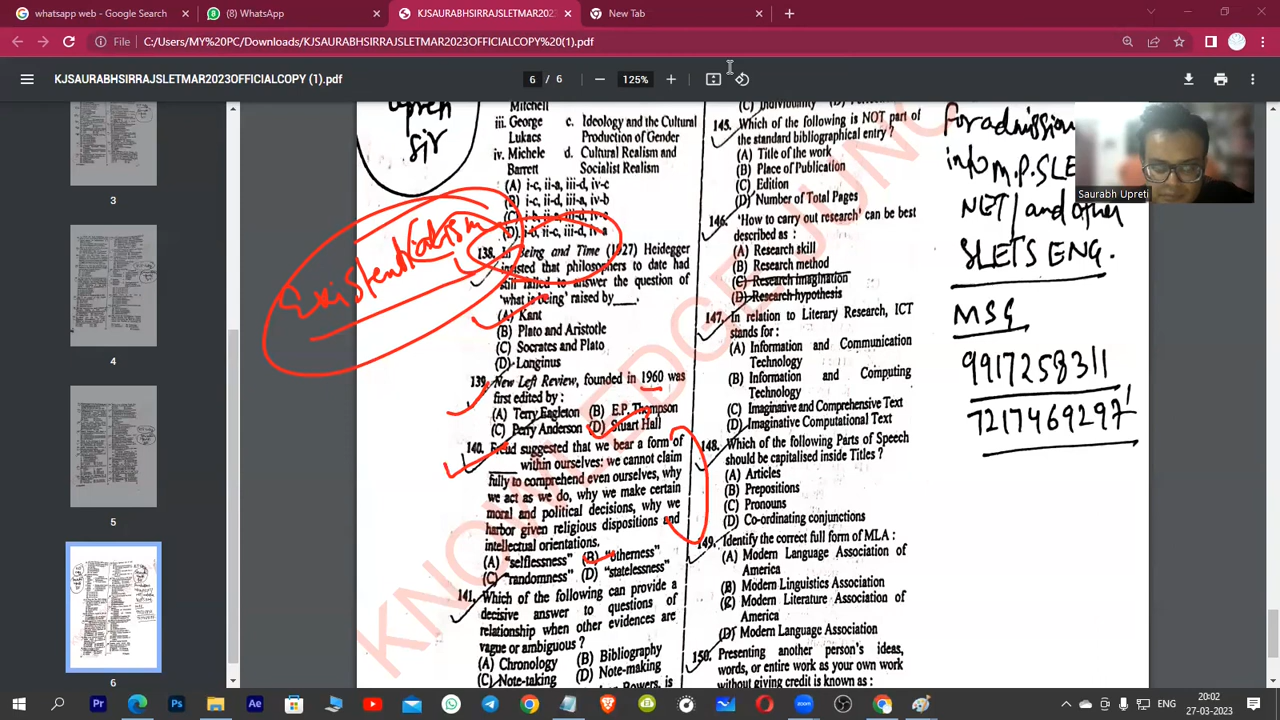 whatsapp web - Google Search
(8) WhatsApp
KJSAURABHSIRRAJSLETMAR2023
New Tab
File
C:/Users/MY%20PC/Downloads/KJSAURABHSIRRAJSLETMAR2023OFFICIALCOPY%20(1).pdf
KJSAURABHSIRRAJSLETMAR2023OFFICIALCOPY (1).pdf
6 / 6
125%
3
4
5
6
sir
Existentialism
Mitchell
iii. George c. Ideology and the Cultural
Lukacs Production of Gender
iv. Michele d. Cultural Realism and
Barrett Socialist Realism
(A) i-c, ii-a, iii-d, iv-c
(B) i-c, ii-d, iii-a, iv-b
(D) i-b, ii-c, iii-d, iv-a
138. In Being and Time (1927) Heidegger
insisted that philosophers to date had
still failed to answer the question of
'what is being' raised by____.
(A) Kant
(B) Plato and Aristotle
(C) Socrates and Plato
(D) Longinus
139. New Left Review, founded in 1960 was
first edited by :
(A) Terry Eagleton (B) E.P. Thompson
(C) Perry Anderson (D) Stuart Hall
140. Freud suggested that we bear a form of
____ within ourselves: we cannot claim
fully to comprehend even ourselves, why
we act as we do, why we make certain
moral and political decisions, why we
harbor given religious dispositions and
intellectual orientations.
(A) "selflessness" (B) "otherness"
(C) "randomness" (D) "statelessness"
141. Which of the following can provide a
decisive answer to questions of
relationship when other evidences are
vague or ambiguous ?
(A) Chronology (B) Bibliography
(C) Note-taking (D) Note-making
(C) Individuality
145. Which of the following is NOT part of
the standard bibliographical entry ?
(A) Title of the work
(B) Place of Publication
(C) Edition
(D) Number of Total Pages
146. 'How to carry out research' can be best
described as :
(A) Research skill
(B) Research method
(C) Research imagination
(D) Research hypothesis
147. In relation to Literary Research, ICT
stands for :
(A) Information and Communication
Technology
(B) Information and Computing
Technology
(C) Imaginative and Comprehensive Text
(D) Imaginative Computational Text
148. Which of the following Parts of Speech
should be capitalised inside Titles ?
(A) Articles
(B) Prepositions
(C) Pronouns
(D) Co-ordinating conjunctions
149. Identify the correct full form of MLA :
(A) Modern Language Association of
America
(B) Modern Linguistics Association
(C) Modern Literature Association of
America
(D) Modern Language Association
150. Presenting another person's ideas,
words, or entire work as your own work
without giving credit is known as :
KNOWLEDGE JUNC
For admission
into M.P. SLE
NET/ and other
SLETS ENG.
MSG
9917258311
7217469297
Saurabh Upreti
ENG
20:02
27-03-2023